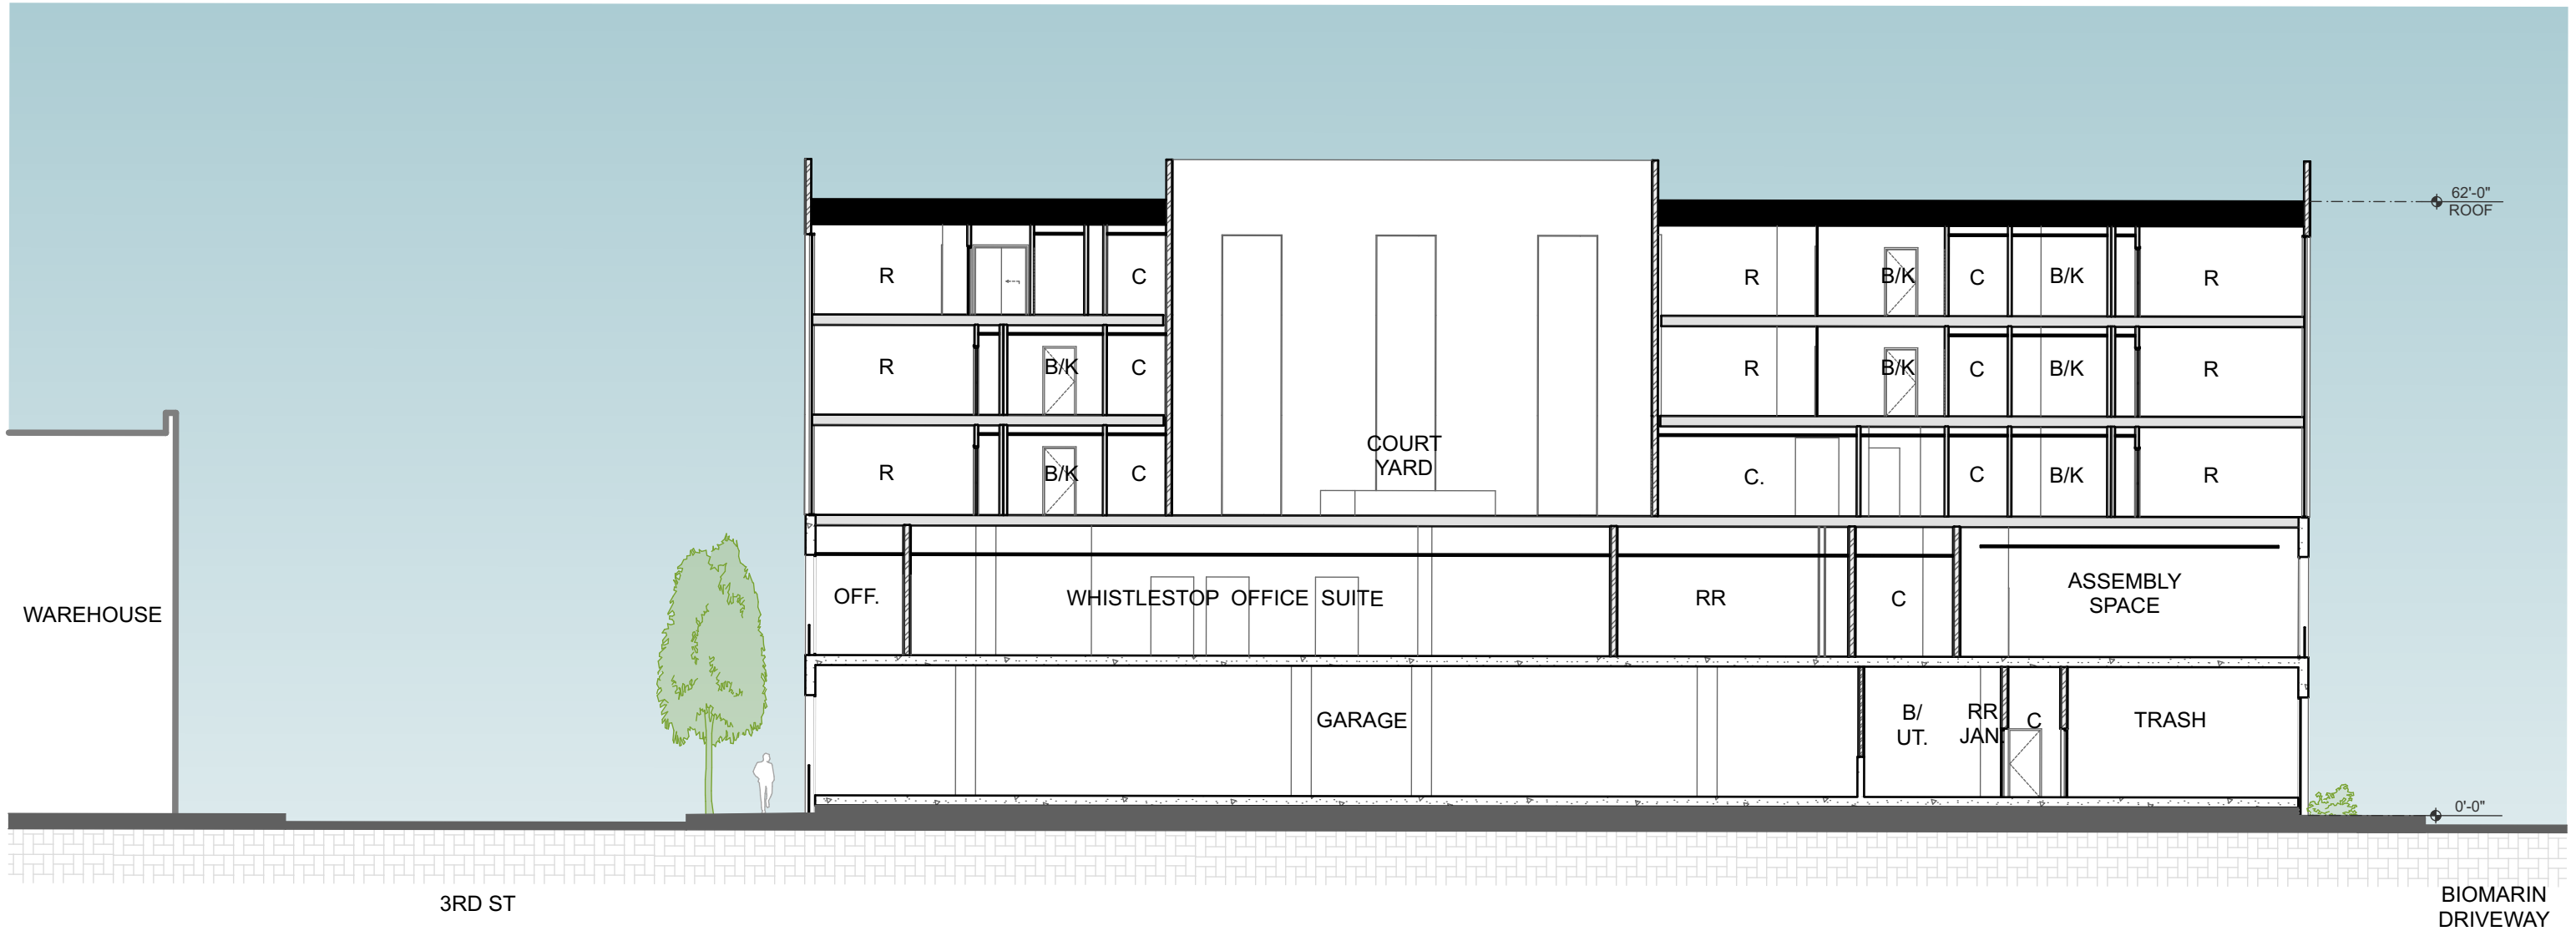 62'-0"
ROOF
R
C
R
B/K
C
B/K
R
R
B/K
C
R
B/K
C
B/K
R
COURT
YARD
R
B/K
C
C.
C
B/K
R
OFF.
WHISTLESTOP OFFICE SUITE
RR
C
ASSEMBLY
SPACE
WAREHOUSE
GARAGE
B/
UT.
RR
JAN.
C
TRASH
0'-0"
3RD ST
BIOMARIN
DRIVEWAY